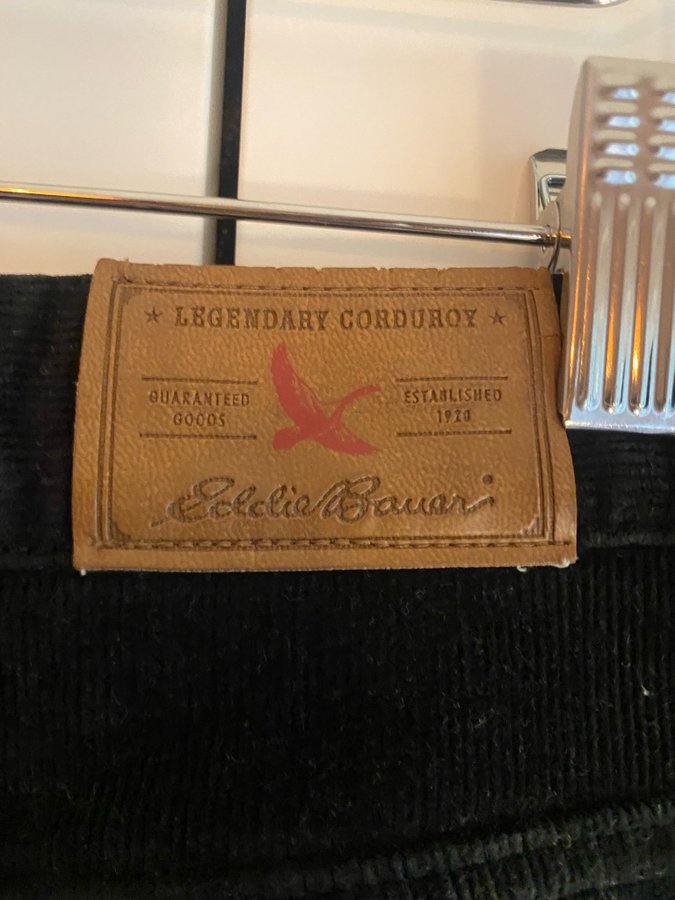 ★ LEGENDARY CORDUROY ★
GUARANTEED
GOODS
ESTABLISHED
1920
Eddie Bauer